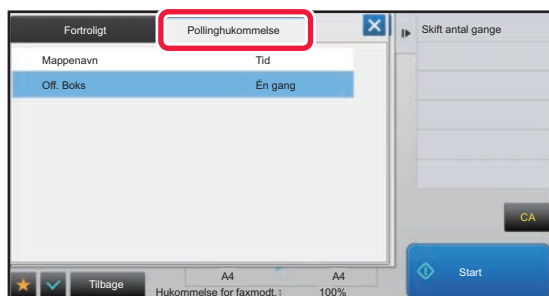 Fortroligt
Pollinghukommelse
Skift antal gange
Mappenavn Tid
Off. Boks Én gang
CA
Start
Tilbage
A4 A4
Hukommelse for faxmodt.: 100%